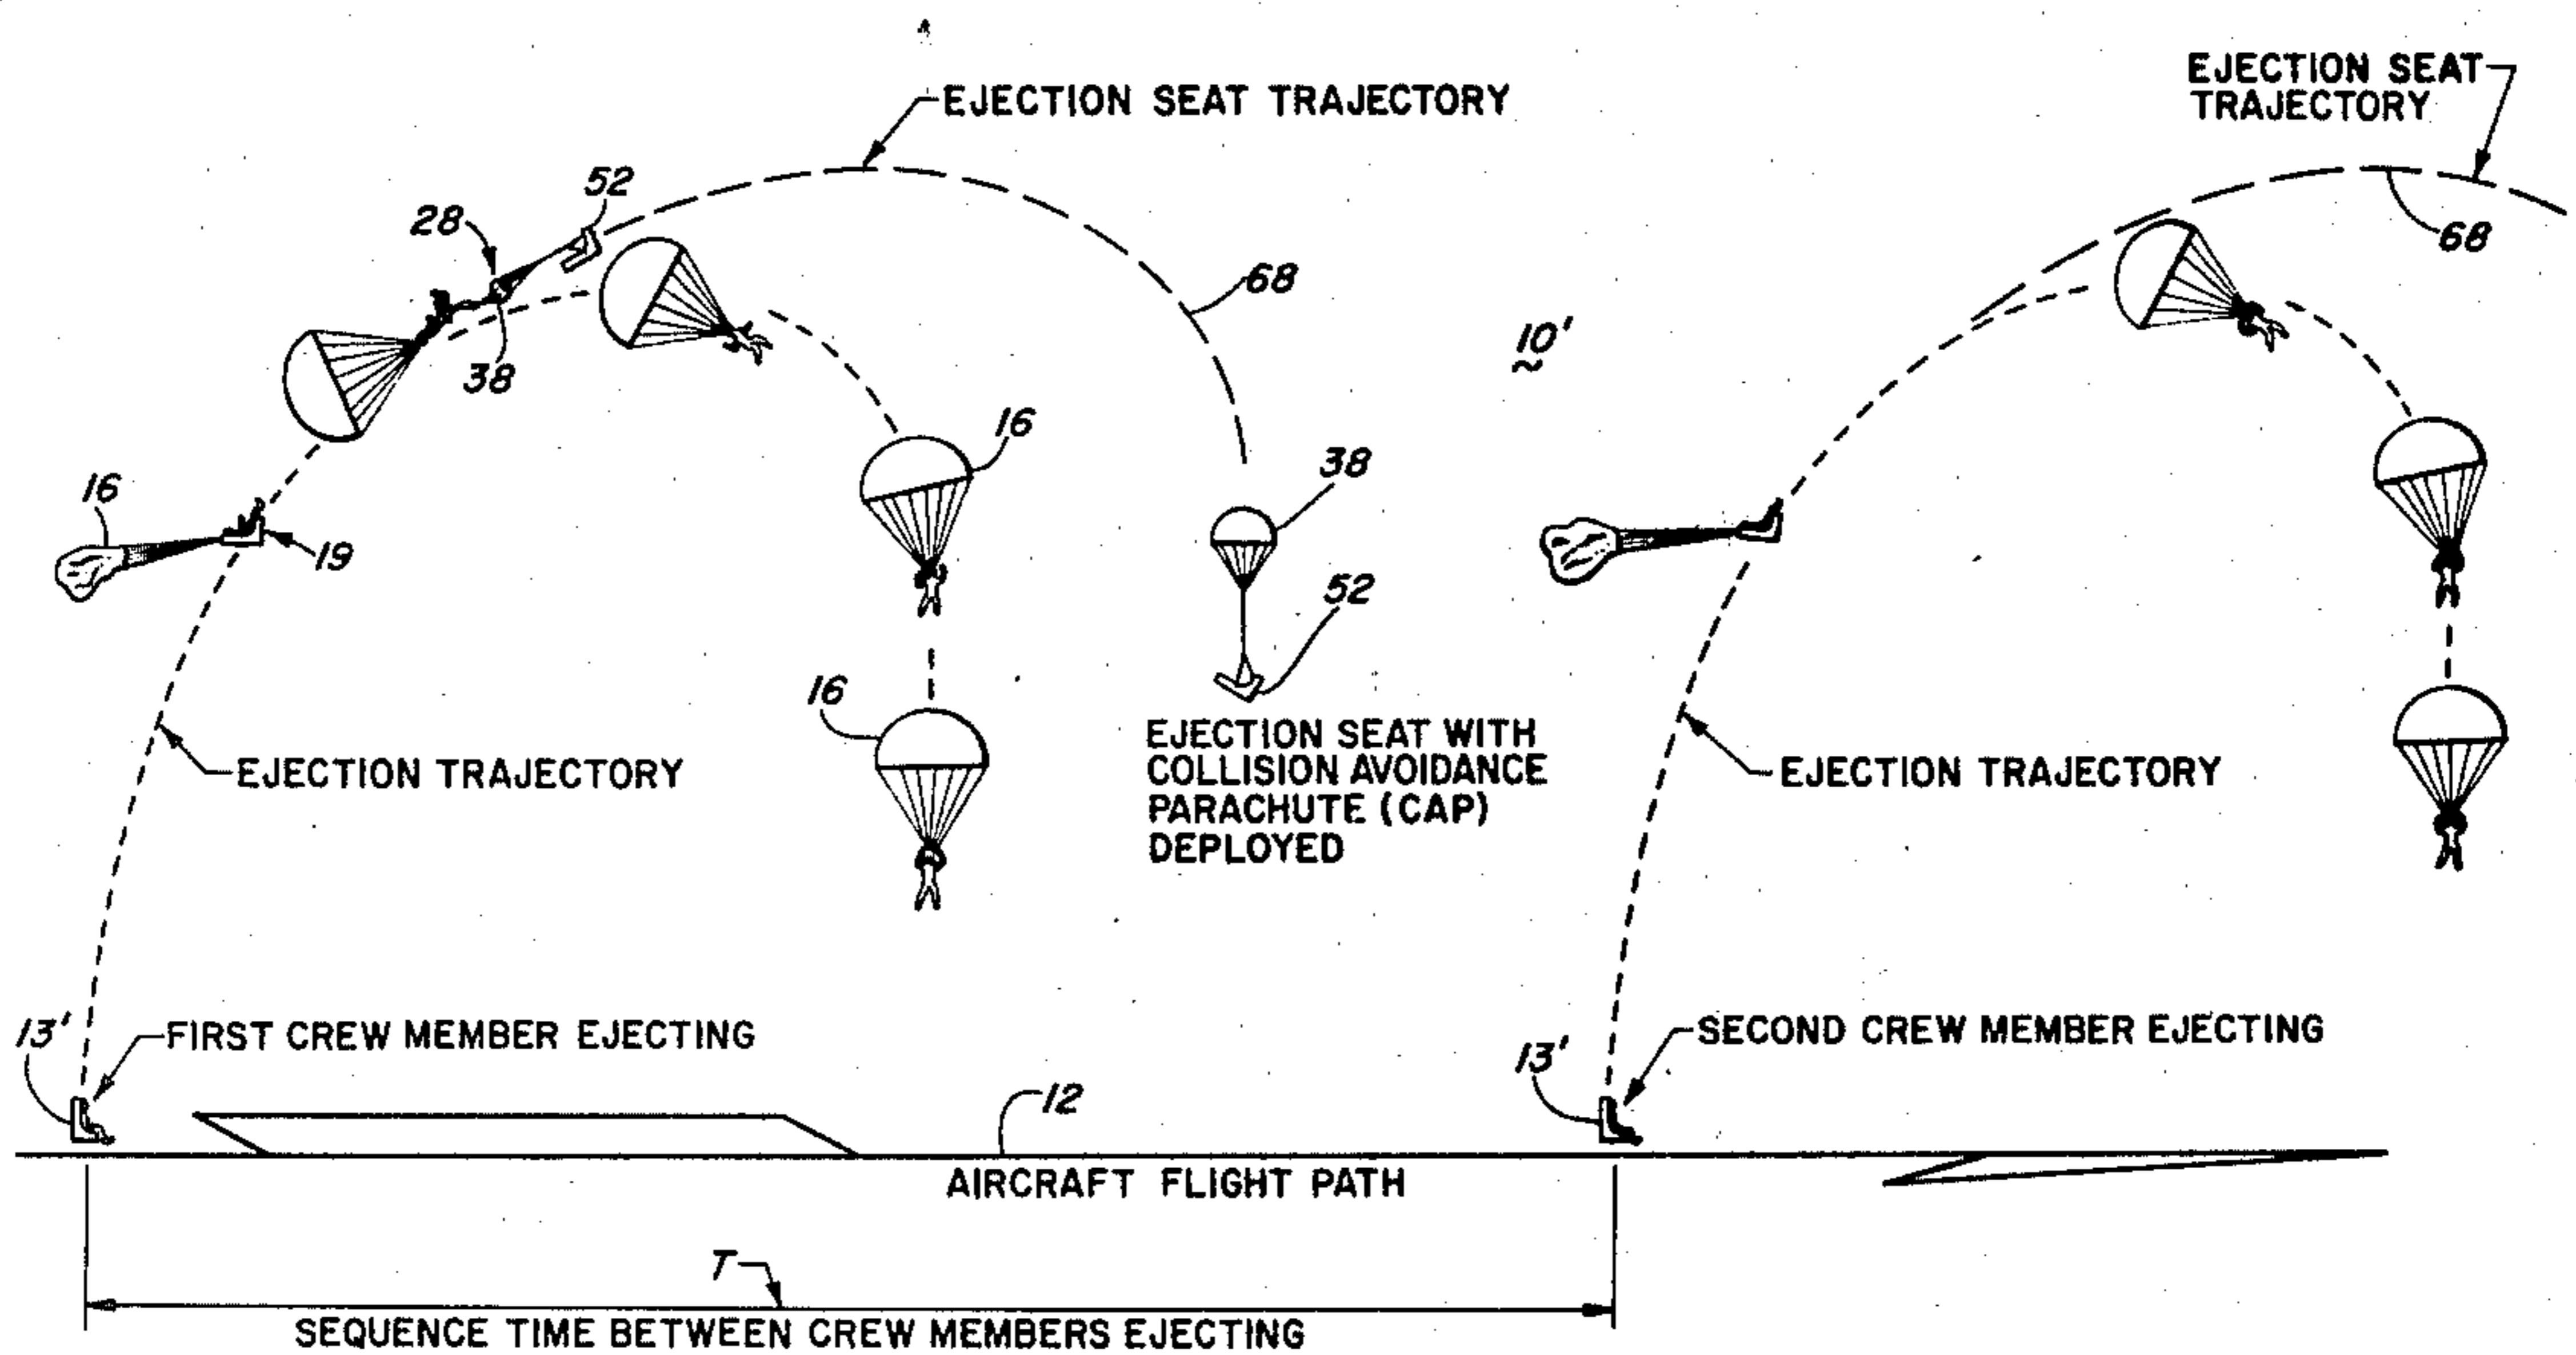 EJECTION SEAT TRAJECTORY
EJECTION SEAT
TRAJECTORY
52
28
38
68
68
10'
16
16
19
38
52
16
EJECTION SEAT WITH
COLLISION AVOIDANCE
PARACHUTE (CAP)
DEPLOYED
EJECTION TRAJECTORY
EJECTION TRAJECTORY
13'
FIRST CREW MEMBER EJECTING
13'
SECOND CREW MEMBER EJECTING
12
AIRCRAFT FLIGHT PATH
T
SEQUENCE TIME BETWEEN CREW MEMBERS EJECTING